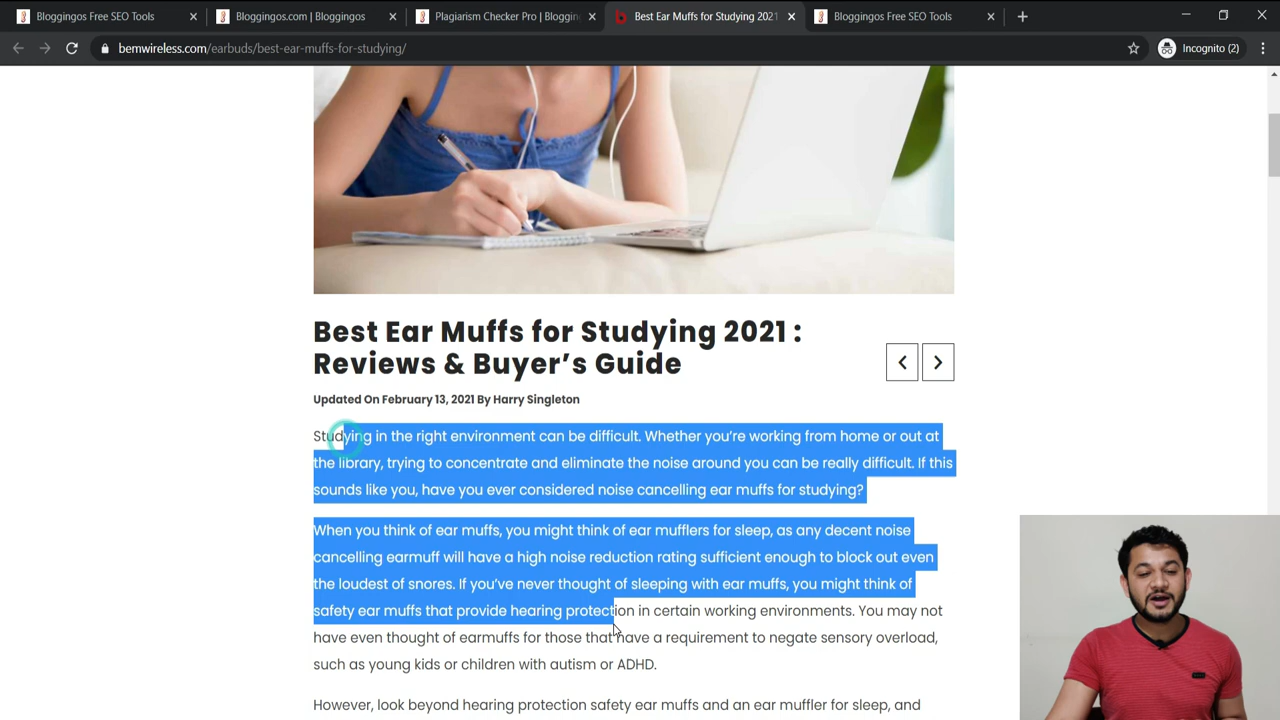 Bloggingos Free SEO Tools
Bloggingos.com | Bloggingos
Plagiarism Checker Pro | Blogging
Best Ear Muffs for Studying 2021
Bloggingos Free SEO Tools
bemwireless.com/earbuds/best-ear-muffs-for-studying/
Incognito (2)
Best Ear Muffs for Studying 2021 :
Reviews & Buyer's Guide
Updated On February 13, 2021 By Harry Singleton
Studying in the right environment can be difficult. Whether you're working from home or out at
the library, trying to concentrate and eliminate the noise around you can be really difficult. If this
sounds like you, have you ever considered noise cancelling ear muffs for studying?
When you think of ear muffs, you might think of ear mufflers for sleep, as any decent noise
cancelling earmuff will have a high noise reduction rating sufficient enough to block out even
the loudest of snores. If you've never thought of sleeping with ear muffs, you might think of
safety ear muffs that provide hearing protection in certain working environments. You may not
have even thought of earmuffs for those that have a requirement to negate sensory overload,
such as young kids or children with autism or ADHD.
However, look beyond hearing protection safety ear muffs and an ear muffler for sleep, and